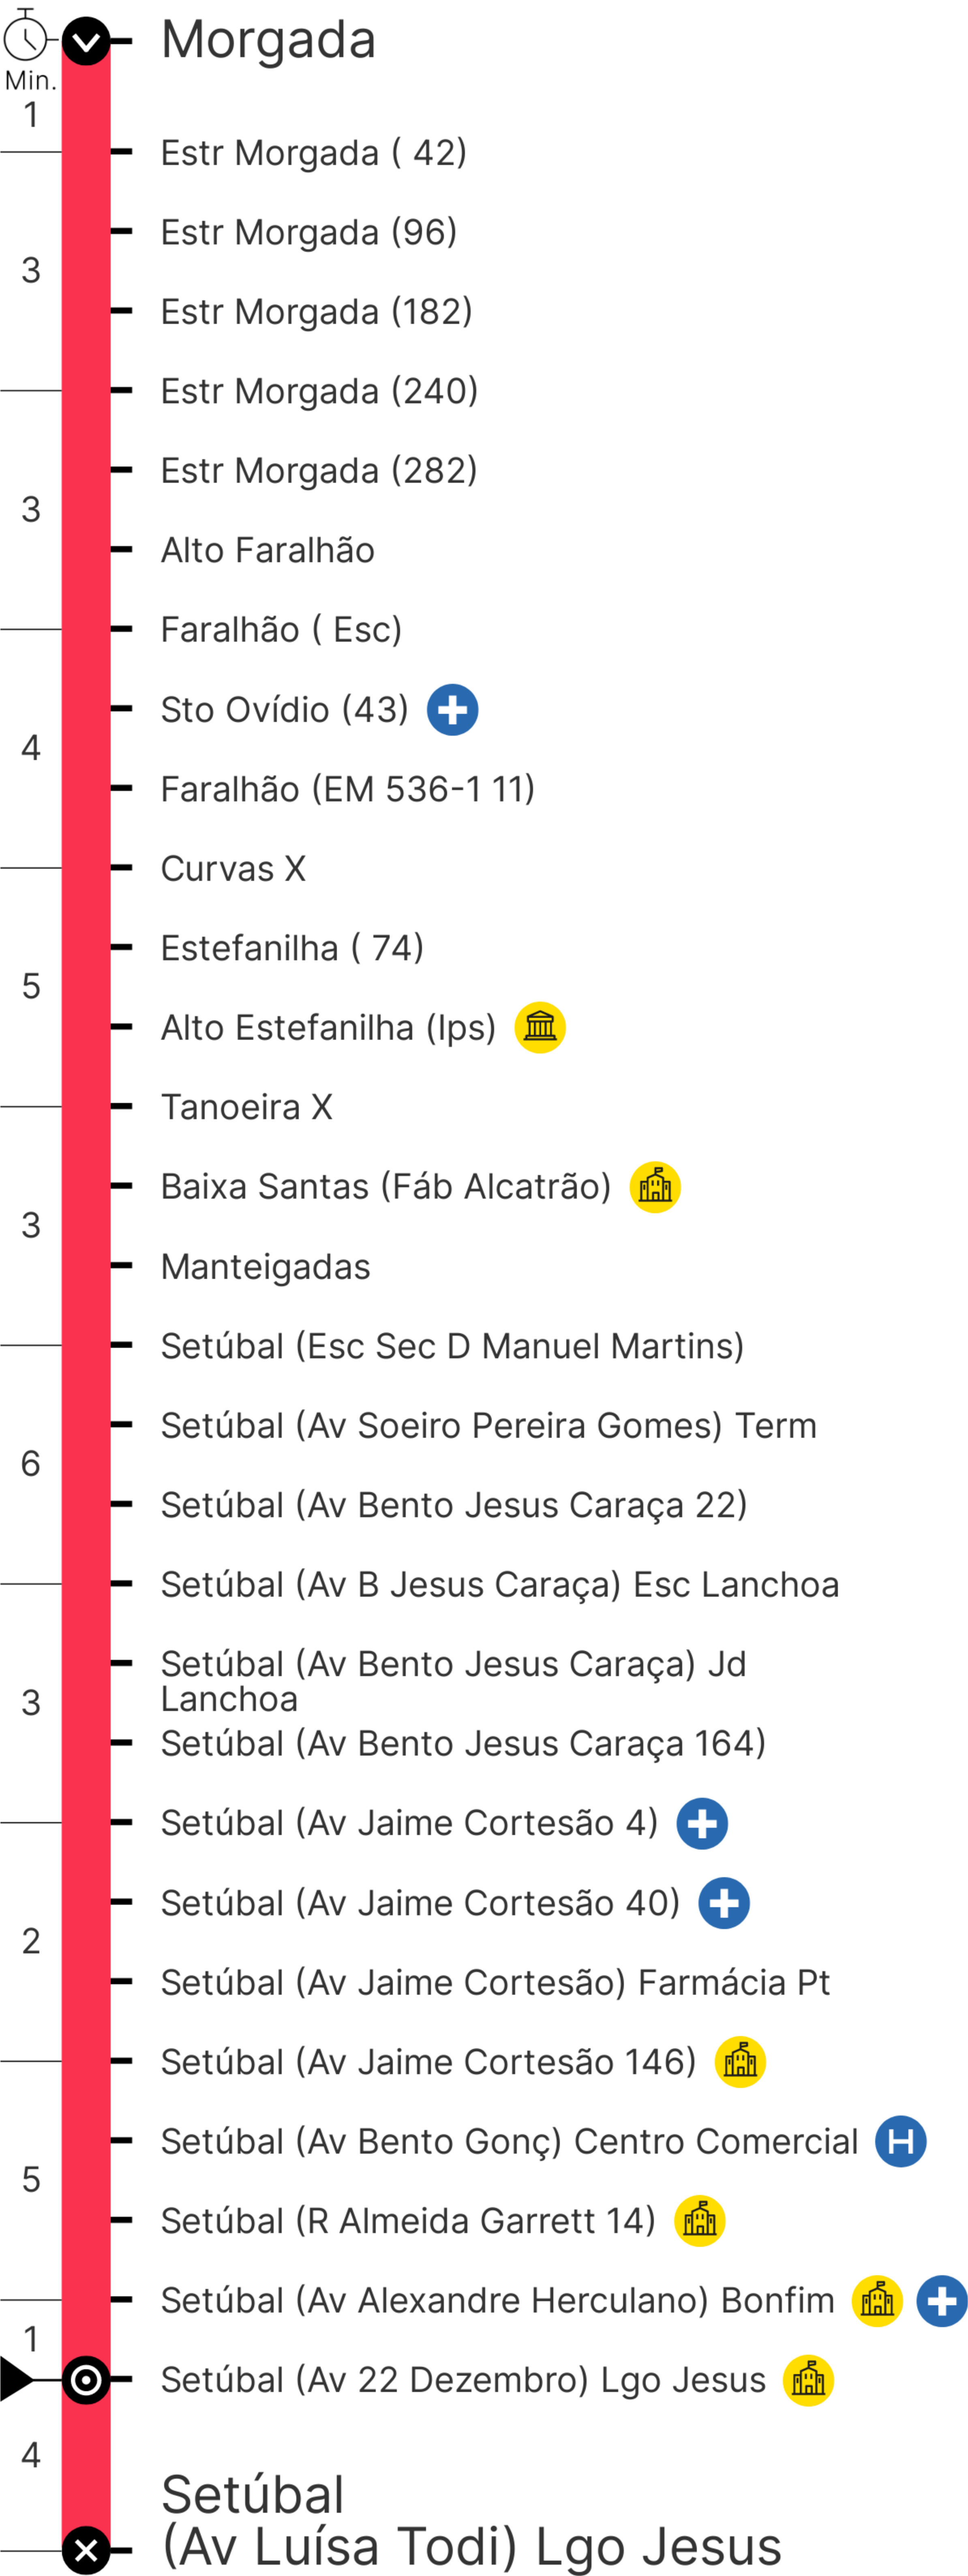 Morgada
Min.
1
Estr Morgada ( 42)
Estr Morgada (96)
3
Estr Morgada (182)
Estr Morgada (240)
Estr Morgada (282)
3
Alto Faralhão
Faralhão ( Esc)
Sto Ovídio (43)
4
Faralhão (EM 536-1 11)
Curvas X
Estefanilha ( 74)
5
Alto Estefanilha (Ips)
Tanoeira X
Baixa Santas (Fáb Alcatrão)
3
Manteigadas
Setúbal (Esc Sec D Manuel Martins)
Setúbal (Av Soeiro Pereira Gomes) Term
6
Setúbal (Av Bento Jesus Caraça 22)
Setúbal (Av B Jesus Caraça) Esc Lanchoa
Setúbal (Av Bento Jesus Caraça) Jd
Lanchoa
3
Setúbal (Av Bento Jesus Caraça 164)
Setúbal (Av Jaime Cortesão 4)
Setúbal (Av Jaime Cortesão 40)
2
Setúbal (Av Jaime Cortesão) Farmácia Pt
Setúbal (Av Jaime Cortesão 146)
Setúbal (Av Bento Gonç) Centro Comercial H
5
Setúbal (R Almeida Garrett 14)
Setúbal (Av Alexandre Herculano) Bonfim
1
Setúbal (Av 22 Dezembro) Lgo Jesus
4
Setúbal
(Av Luísa Todi) Lgo Jesus